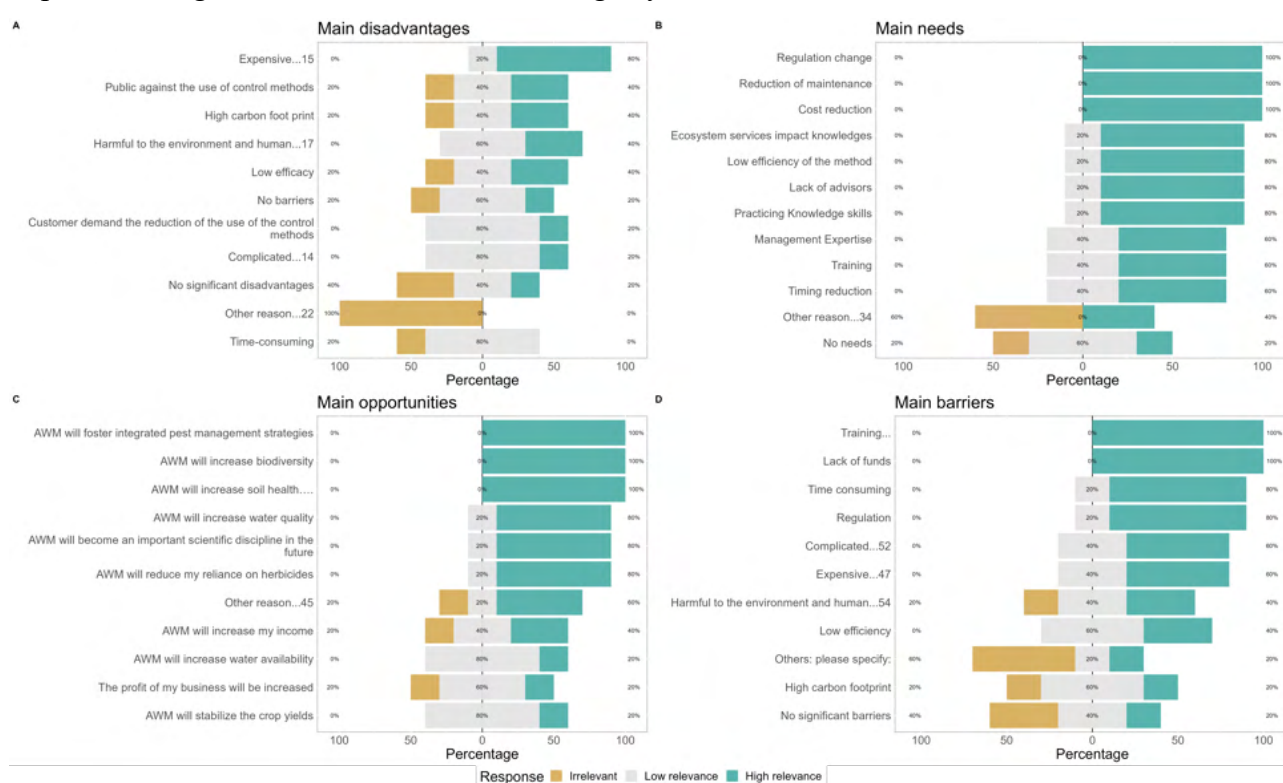 A
Main disadvantages
Expensive...15 0% 20% 80%
Public against the use of control methods 20% 40% 40%
High carbon foot print 20% 40% 40%
Harmful to the environment and human...17 0% 60% 40%
Low efficacy 20% 40% 40%
No barriers 20% 60% 20%
Customer demand the reduction of the use of the control
methods 0% 80% 20%
Complicated...14 0% 80% 20%
No significant disadvantages 40% 40% 20%
Other reason...22 100% 0% 0%
Time-consuming 20% 80% 0%
100 50 0 50 100
Percentage
B
Main needs
Regulation change 0% 0% 100%
Reduction of maintenance 0% 0% 100%
Cost reduction 0% 0% 100%
Ecosystem services impact knowledges 0% 20% 80%
Low efficiency of the method 0% 20% 80%
Lack of advisors 0% 20% 80%
Practicing Knowledge skills 0% 20% 80%
Management Expertise 0% 40% 60%
Training 0% 40% 60%
Timing reduction 0% 40% 60%
Other reason...34 60% 0% 40%
No needs 20% 60% 20%
100 50 0 50 100
Percentage
C
Main opportunities
AWM will foster integrated pest management strategies 0% 0% 100%
AWM will increase biodiversity 0% 0% 100%
AWM will increase soil health.... 0% 0% 100%
AWM will increase water quality 0% 20% 80%
AWM will become an important scientific discipline in the
future 0% 20% 80%
AWM will reduce my reliance on herbicides 0% 20% 80%
Other reason...45 20% 20% 60%
AWM will increase my income 20% 40% 40%
AWM will increase water availability 0% 80% 20%
The profit of my business will be increased 20% 60% 20%
AWM will stabilize the crop yields 0% 80% 20%
100 50 0 50 100
Percentage
D
Main barriers
Training... 0% 0% 100%
Lack of funds 0% 0% 100%
Time consuming 0% 20% 80%
Regulation 0% 20% 80%
Complicated...52 0% 40% 60%
Expensive...47 0% 40% 60%
Harmful to the environment and human...54 20% 40% 40%
Low efficiency 0% 60% 40%
Others: please specify: 60% 20% 20%
High carbon footprint 20% 60% 20%
No significant barriers 40% 40% 20%
100 50 0 50 100
Percentage
Response Irrelevant Low relevance High relevance